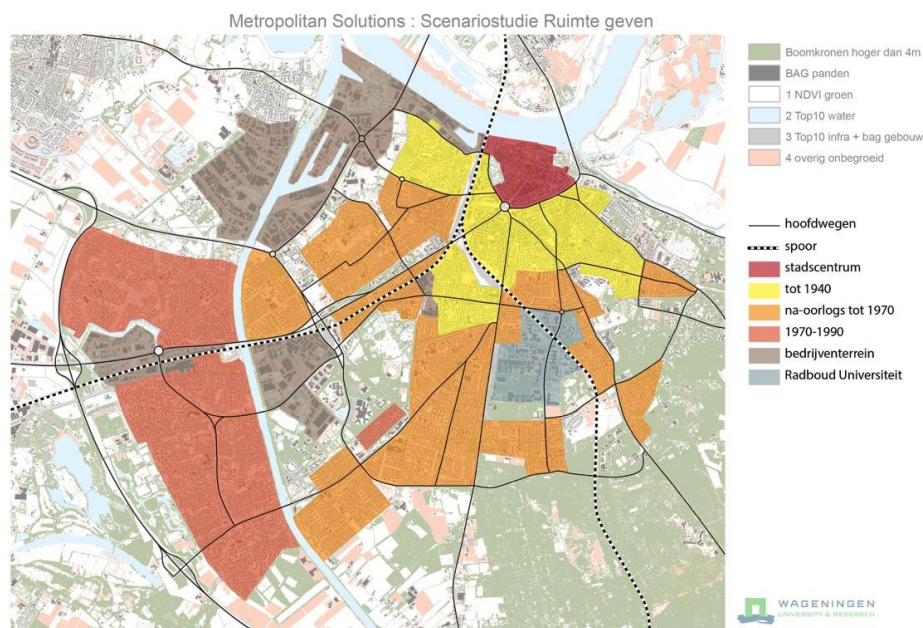 Metropolitan Solutions : Scenariostudie Ruimte geven
Boomkronen hoger dan 4m
BAG panden
1 NDVI groen
2 Top10 water
3 Top10 infra + bag gebouw
4 overig onbegroeid
hoofdwegen
spoor
stadscentrum
tot 1940
na-oorlogs tot 1970
1970-1990
bedrijventerrein
Radboud Universiteit
WAGENINGEN
UNIVERSITY & RESEARCH